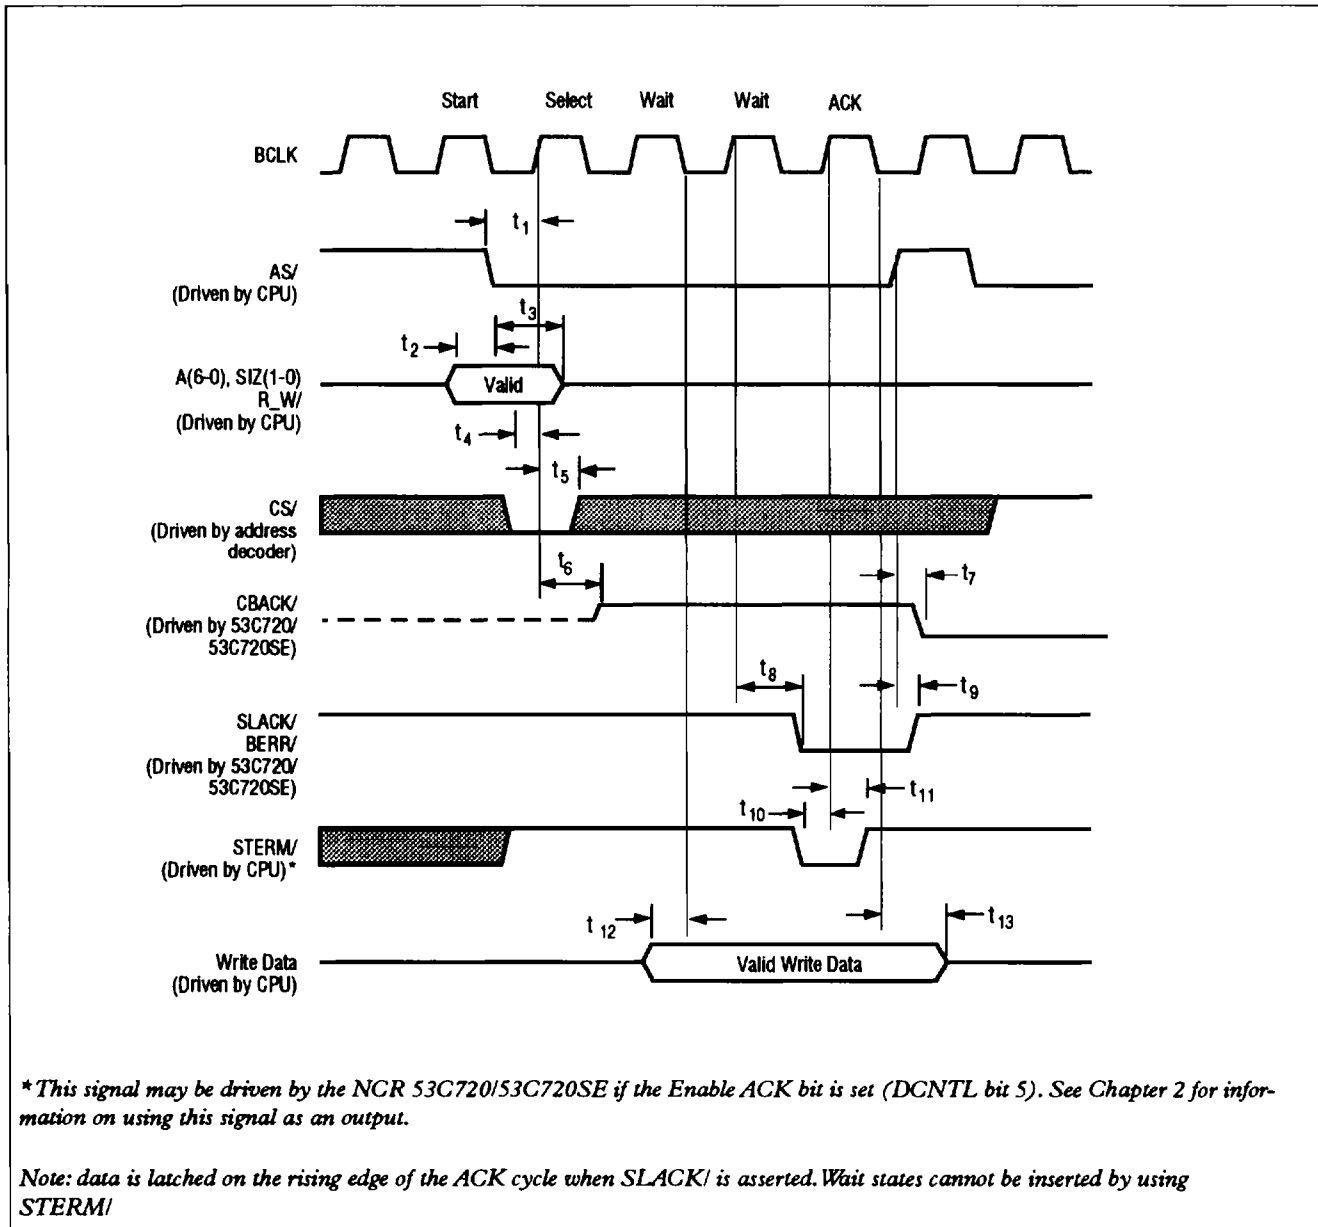 Start Select Wait Wait ACK
BCLK
t1
AS/
(Driven by CPU)
t3
t2
A(6-0), SIZ(1-0)
R_W/
(Driven by CPU)
Valid
t4
t5
CS/
(Driven by address
decoder)
t6
t7
CBACK/
(Driven by 53C720/
53C720SE)
t8
t9
SLACK/
BERR/
(Driven by 53C720/
53C720SE)
t10
t11
STERM/
(Driven by CPU)*
t12
t13
Write Data
(Driven by CPU)
Valid Write Data
* This signal may be driven by the NCR 53C720/53C720SE if the Enable ACK bit is set (DCNTL bit 5). See Chapter 2 for infor-
mation on using this signal as an output.
Note: data is latched on the rising edge of the ACK cycle when SLACK/ is asserted. Wait states cannot be inserted by using
STERM/